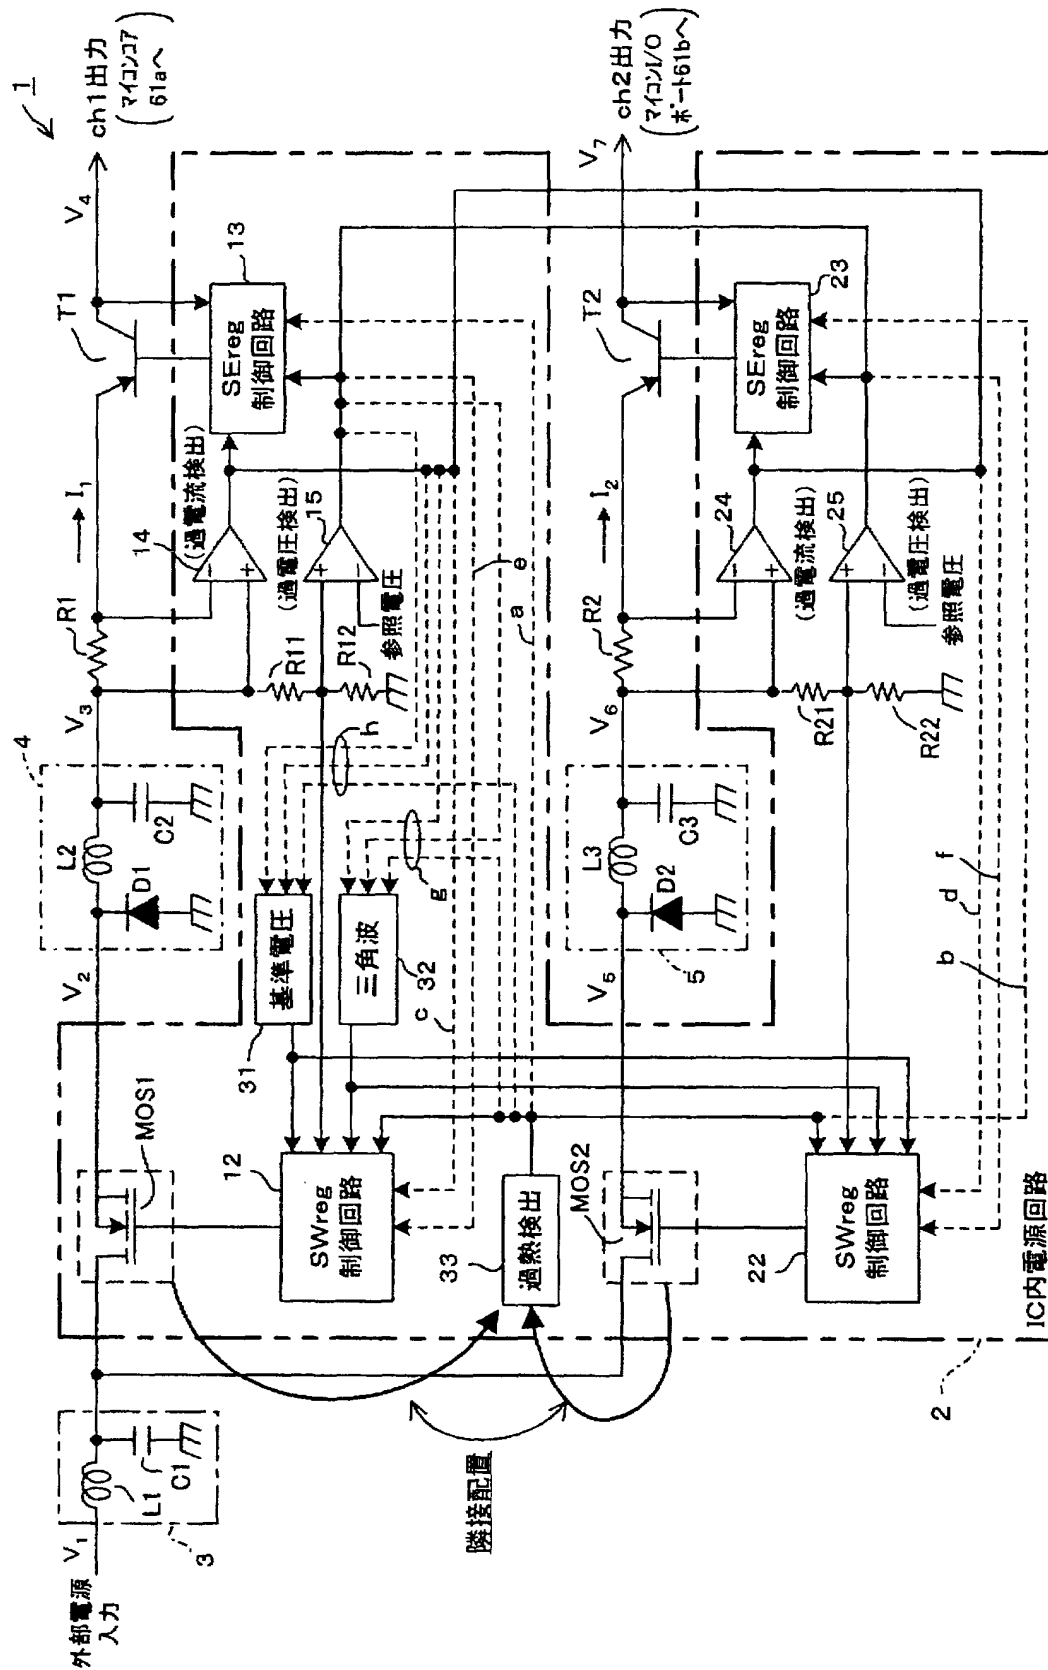 1
外部電源
入力
V1
3
L1
C1
MOS1
V2
4
L2
D1
C2
V3
R1
I1
T1
V4
ch1出力
(マイコンコア
61aへ)
14
(過電流検出)
13
SEreg
制御回路
15
(過電圧検出)
参照電圧
R11
R12
h
g
e
a
c
31
基準電圧
32
三角波
12
SWreg
制御回路
33
過熱検出
隣接配置
MOS2
V5
5
L3
D2
C3
V6
R2
I2
T2
V7
ch2出力
(マイコンI/O
ポート61bへ)
24
(過電流検出)
23
SEreg
制御回路
25
(過電圧検出)
参照電圧
R21
R22
f
d
b
22
SWreg
制御回路
2
IC内電源回路